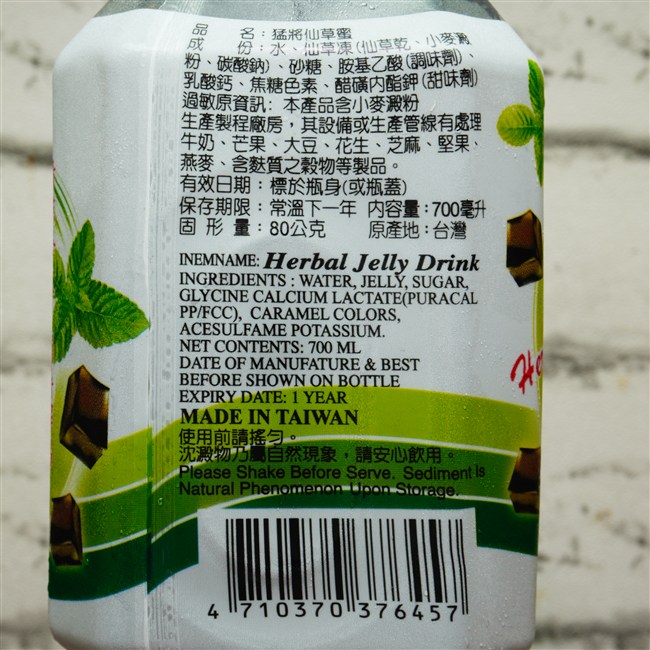 品　名：猛將仙草蜜
成　份：水、仙草凍(仙草乾、小麥澱
粉、碳酸鈉)、砂糖、胺基乙酸(調味劑)、
乳酸鈣、焦糖色素、醋磺內酯鉀(甜味劑)
過敏原資訊: 本產品含小麥澱粉
生產製程廠房，其設備或生產管線有處理
牛奶、芒果、大豆、花生、芝麻、堅果、
燕麥、含麩質之穀物等製品。
有效日期：標於瓶身(或瓶蓋)
保存期限：常溫下一年 內容量：700毫升
固 形 量：80公克 原產地：台灣
INEMNAME: Herbal Jelly Drink
INGREDIENTS : WATER, JELLY, SUGAR,
GLYCINE CALCIUM LACTATE(PURACAL
PP/FCC), CARAMEL COLORS,
ACESULFAME POTASSIUM.
NET CONTENTS: 700 ML
DATE OF MANUFATURE & BEST
BEFORE SHOWN ON BOTTLE
EXPIRY DATE: 1 YEAR
MADE IN TAIWAN
使用前請搖勻。
沈澱物乃屬自然現象，請安心飲用。
Please Shake Before Serve. Sediment Is
Natural Phenomenon Upon Storage.
4 710370 376457